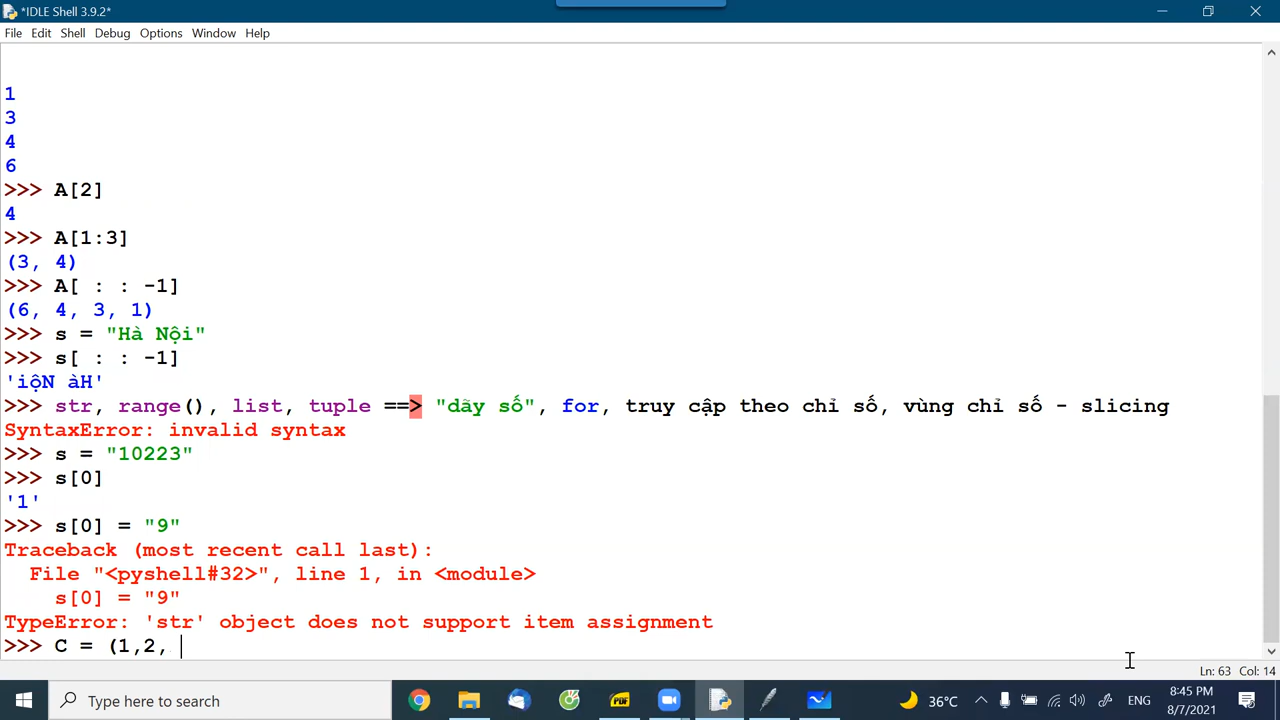 *IDLE Shell 3.9.2*
File Edit Shell Debug Options Window Help
1
3
4
6
>>> A[2]
4
>>> A[1:3]
(3, 4)
>>> A[ : : -1]
(6, 4, 3, 1)
>>> s = "Hà Nội"
>>> s[ : : -1]
'iộN àH'
>>> str, range(), list, tuple ==> "dãy số", for, truy cập theo chỉ số, vùng chỉ số - slicing
SyntaxError: invalid syntax
>>> s = "10223"
>>> s[0]
'1'
>>> s[0] = "9"
Traceback (most recent call last):
  File "<pyshell#32>", line 1, in <module>
    s[0] = "9"
TypeError: 'str' object does not support item assignment
>>> C = (1,2,
Ln: 63 Col: 14
Type here to search
PDF
36°C
ENG
8:45 PM
8/7/2021